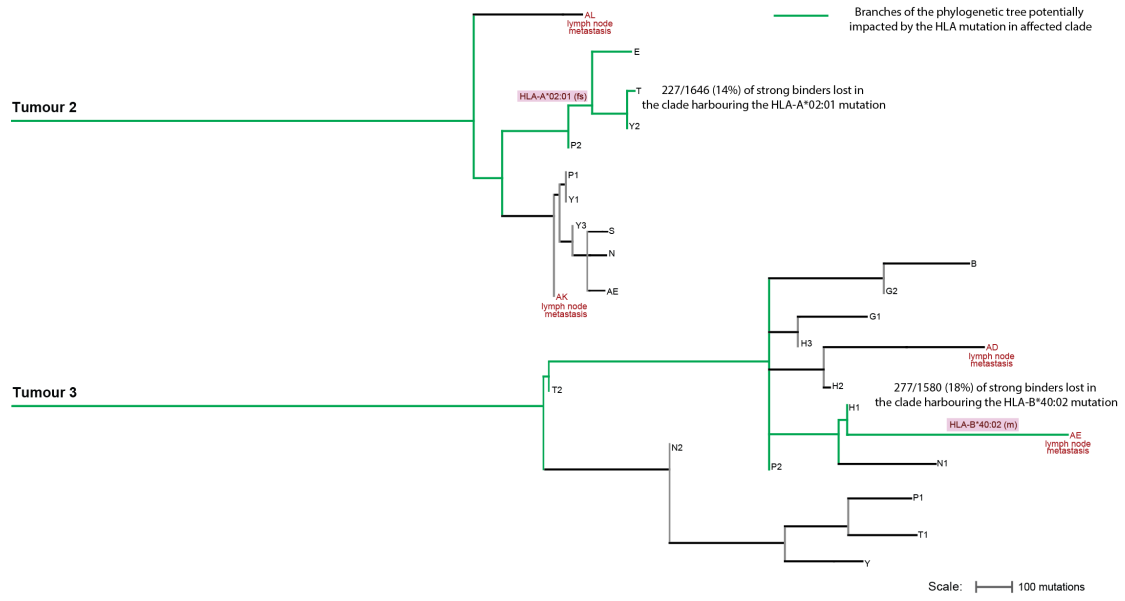 AL
lymph node
metastasis
Branches of the phylogenetic tree potentially
impacted by the HLA mutation in affected clade
E
HLA-A*02:01 (fs)
T
227/1646 (14%) of strong binders lost in
the clade harbouring the HLA-A*02:01 mutation
Tumour 2
Y2
P2
P1
Y1
Y3
S
N
AE
AK
lymph node
metastasis
B
G2
G1
H3
AD
lymph node
metastasis
Tumour 3
T2
H2
277/1580 (18%) of strong binders lost in
the clade harbouring the HLA-B*40:02 mutation
H1
HLA-B*40:02 (m)
AE
lymph node
metastasis
N2
P2
N1
P1
T1
Y
Scale:
100 mutations